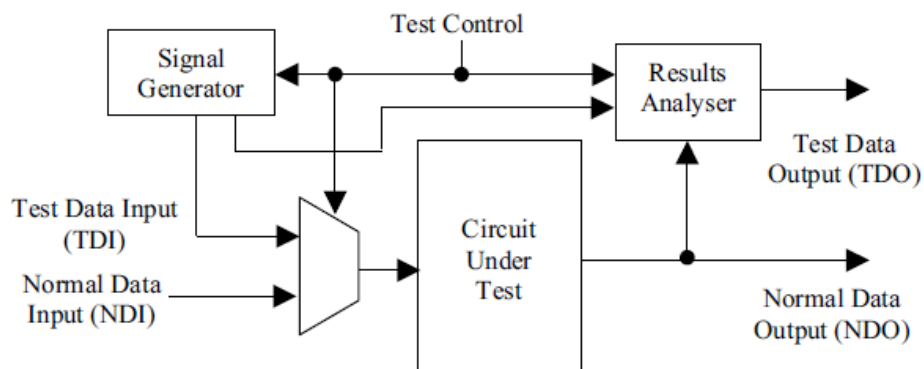 Test Control
Signal
Generator
Results
Analyser
Test Data
Output (TDO)
Test Data Input
(TDI)
Circuit
Under
Test
Normal Data
Input (NDI)
Normal Data
Output (NDO)